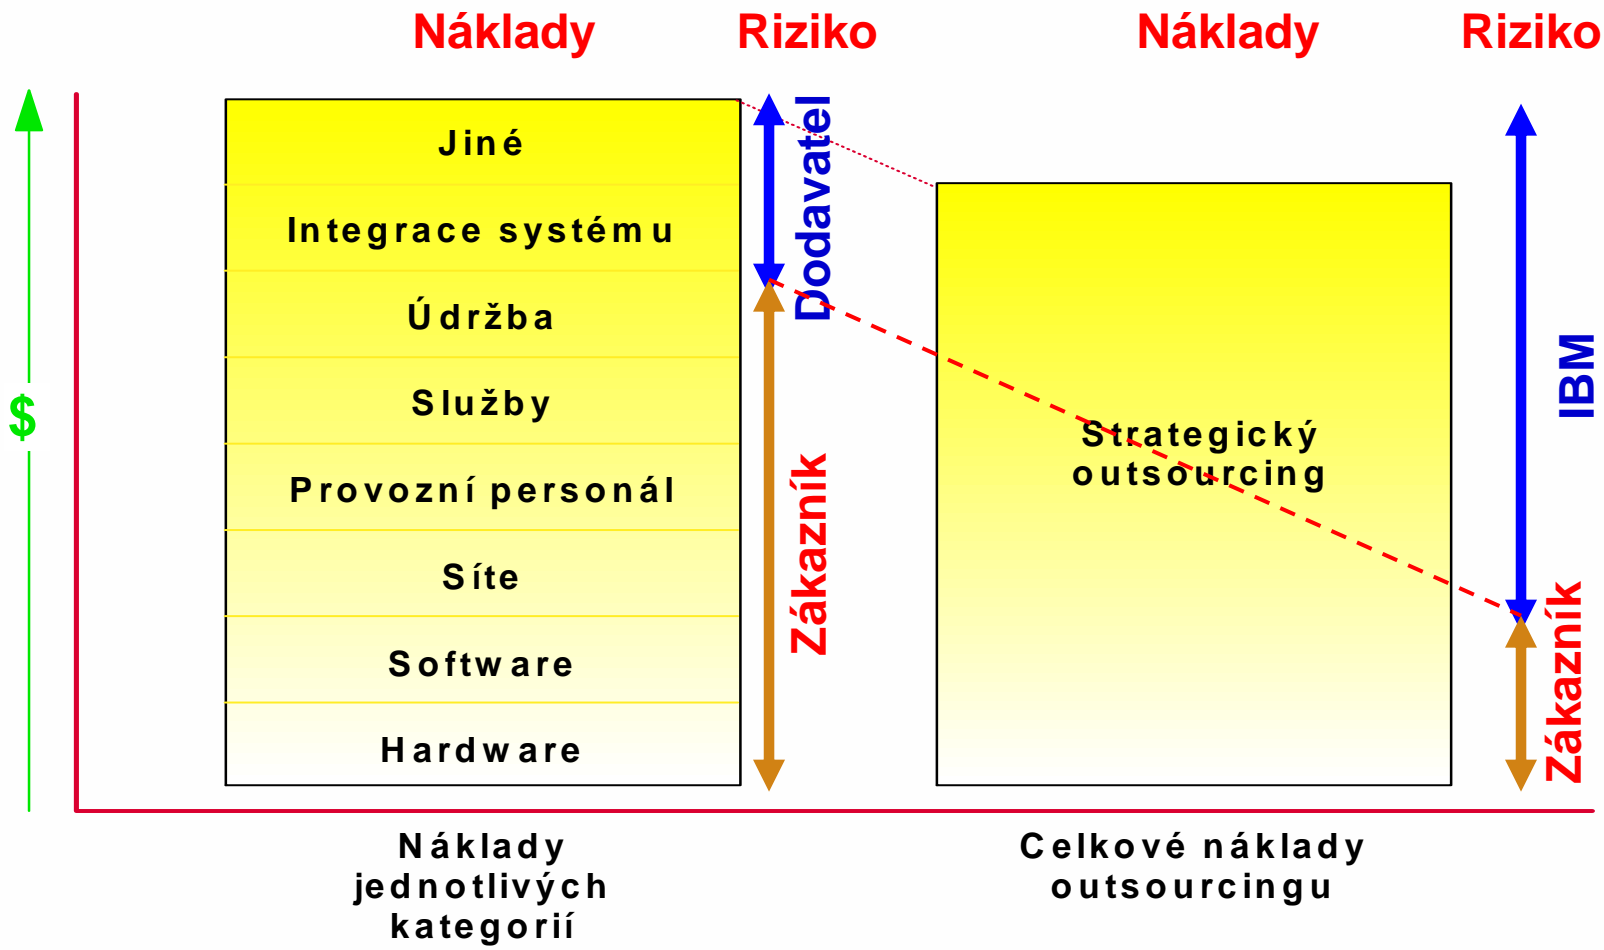 Náklady
Riziko
Náklady
Riziko
$
Jiné
Integrace systému
Údržba
Služby
Provozní personál
Síte
Software
Hardware
Dodavatel
Zákazník
Strategický
outsourcing
IBM
Zákazník
Náklady
jednotlivých
kategorií
Celkové náklady
outsourcingu